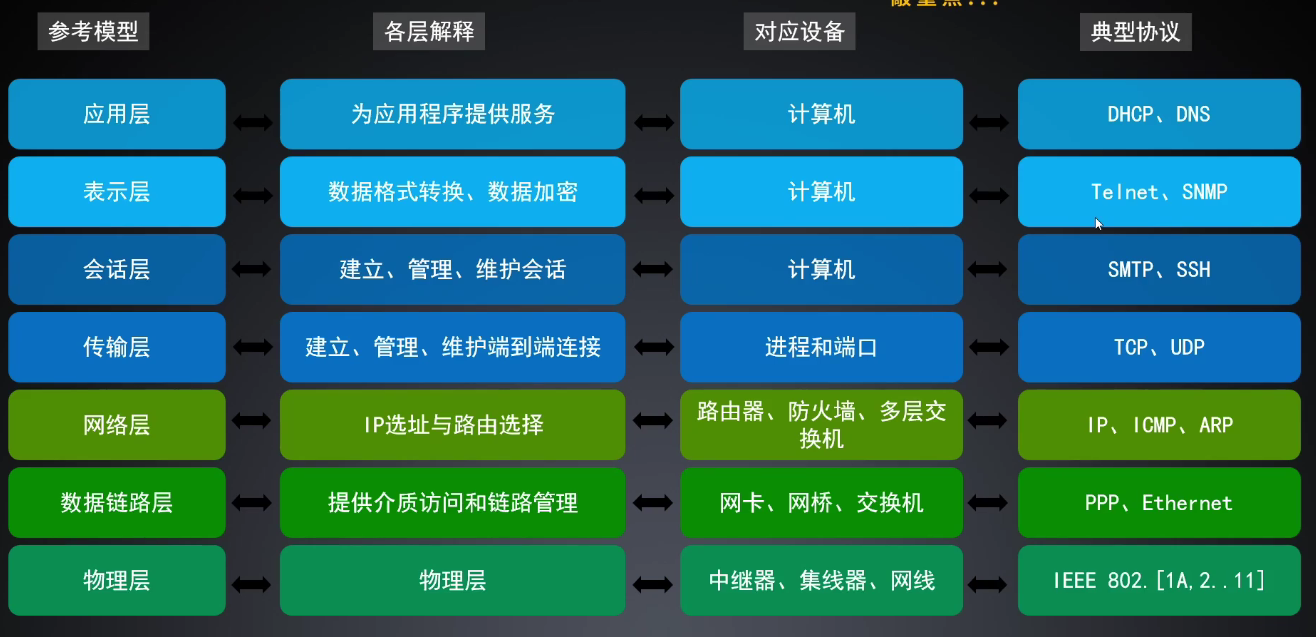 参考模型 各层解释 对应设备 典型协议
应用层 为应用程序提供服务 计算机 DHCP、DNS
表示层 数据格式转换、数据加密 计算机 Telnet、SNMP
会话层 建立、管理、维护会话 计算机 SMTP、SSH
传输层 建立、管理、维护端到端连接 进程和端口 TCP、UDP
网络层 IP选址与路由选择 路由器、防火墙、多层交
换机 IP、ICMP、ARP
数据链路层 提供介质访问和链路管理 网卡、网桥、交换机 PPP、Ethernet
物理层 物理层 中继器、集线器、网线 IEEE 802.[1A,2..11]